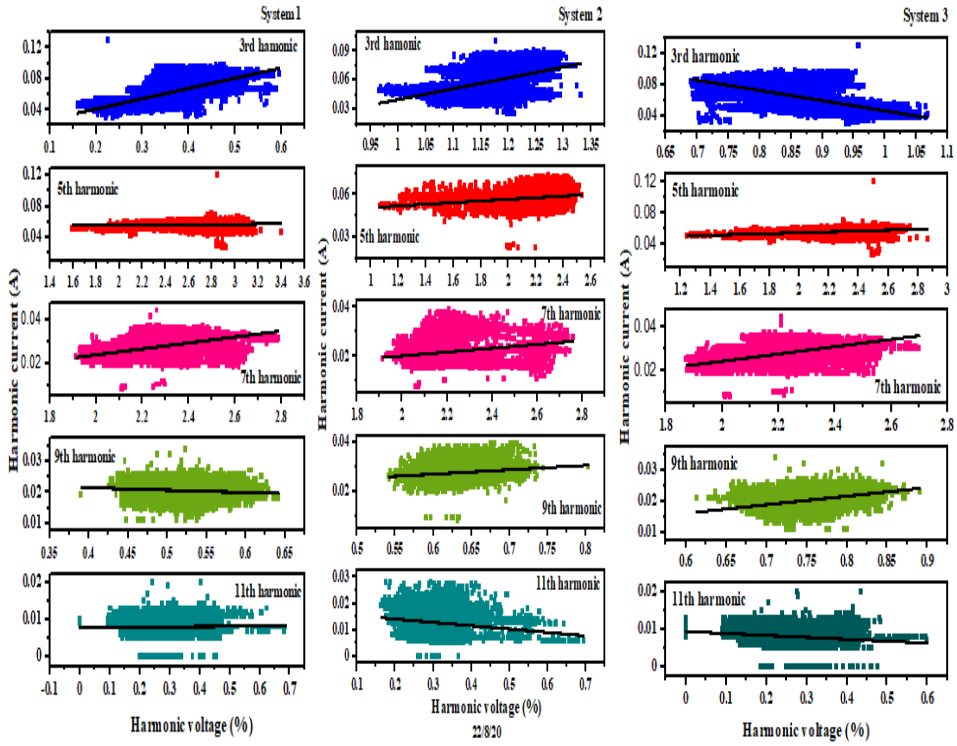 System1
3rd hamonic
0.12
0.08
0.04
0.1 0.2 0.3 0.4 0.5 0.6
5th harmonic
0.12
0.08
0.04
1.4 1.6 1.8 2 2.2 2.4 2.6 2.8 3 3.2 3.4 3.6
7th harmonic
0.04
0.02
0
1.8 2 2.2 2.4 2.6 2.8
9th harmonic
0.03
0.02
0.01
0.35 0.4 0.45 0.5 0.55 0.6 0.65
11th harmonic
0.02
0.01
0
-0.1 0 0.1 0.2 0.3 0.4 0.5 0.6 0.7
Harmonic current (A)
Harmonic voltage (%)
System 2
3rd hamonic
0.09
0.06
0.03
0.95 1 1.05 1.1 1.15 1.2 1.25 1.3 1.35
5th harmonic
0.06
0.03
1 1.2 1.4 1.6 1.8 2 2.2 2.4 2.6
7th harmonic
0.04
0.02
0
1.8 2 2.2 2.4 2.6 2.8
9th harmonic
0.04
0.02
0.5 0.55 0.6 0.65 0.7 0.75 0.8
11th harmonic
0.03
0.02
0.01
0
0.1 0.2 0.3 0.4 0.5 0.6 0.7
Harmonic current (A)
Harmonic voltage (%)
22/8/20
System 3
3rd harmonic
0.12
0.08
0.04
0.7 0.75 0.8 0.85 0.9 0.95 1 1.05 1.1
5th harmonic
0.12
0.08
0.04
1.2 1.4 1.6 1.8 2 2.2 2.4 2.6 2.8 3
7th harmonic
0.04
0.02
0
1.8 2 2.2 2.4 2.6 2.8
9th harmonic
0.03
0.02
0.01
0.6 0.65 0.7 0.75 0.8 0.85 0.9
11th harmonic
0.02
0.01
0
0 0.1 0.2 0.3 0.4 0.5 0.6
Harmonic current (A)
Harmonic voltage (%)